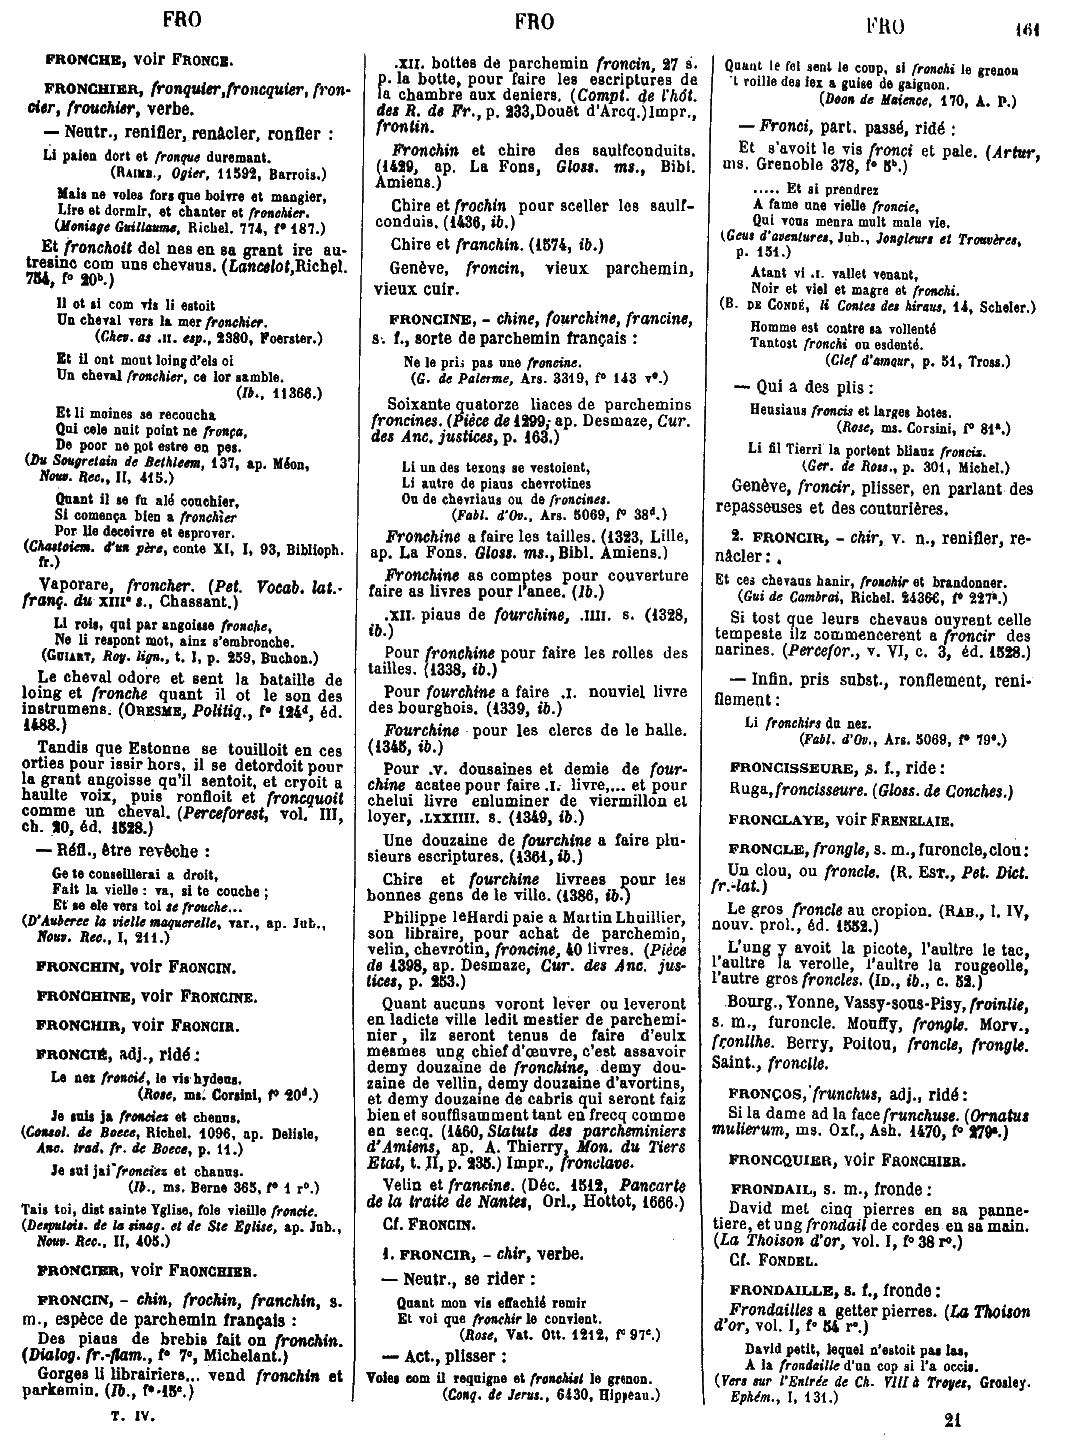 FRO
FRO
FRO
161
FRONCHE, voir FRONCE.
FRONCHIER, fronquier, froncquier, fron-
cier, frouchier, verbe.
— Neutr., renifler, renâcler, ronfler :
Li paien dort et fronque durement.
(RAIMB., Ogier, 11592, Barrois.)
Mais ne voles fors que boivre et mangier,
Lire et dormir, et chanter et fronchier.
(Moniage Guillaume, Richel. 774, f° 187.)
Et fronchoit del nes en sa grant ire au-
tresinc com uns chevaus. (Lancelot, Richel.
754, f° 20ᵇ.)
Il ot si com vis li estoit
Un cheval vers la mer fronchier.
(Chev. as .II. esp., 2380, Foerster.)
Et il ont mout loing d'els oi
Un cheval fronchier, ce lor samble.
(Ib., 11366.)
Et li moines se recoucha
Qui cele nuit point ne fronça,
De poor ne pot estre en pes.
(Du Sougretain de Bethleem, 137, ap. Méon,
Nouv. Rec., II, 415.)
Quant il se fu alé couchier,
Si comença bien a fronchier
Por lie deceivre et esprover.
(Chastoiem. d'un père, conte XI, I, 93, Biblioph.
fr.)
Vaporare, froncher. (Pet. Vocab. lat.-
franç. du XIIIᵉ s., Chassant.)
Li rois, qui par angoisse fronche,
Ne li respont mot, ainz s'embronche.
(GUIART, Roy. lign., t. I, p. 259, Buchon.)
Le cheval odore et sent la bataille de
loing et fronche quant il ot le son des
instrumens. (ORESME, Politiq., f° 124ᵈ, éd.
1488.)
Tandis que Estonne se touilloit en ces
orties pour issir hors, il se detordoit pour
la grant angoisse qu'il sentoit, et cryoit a
haulte voix, puis ronfloit et froncquoit
comme un cheval. (Perceforest, vol. III,
ch. 20, éd. 1528.)
— Réfl., être revêche :
Ge te conseillerai a droit,
Fait la vielle : va, si te couche ;
Et se ele vers toi se frouche...
(D'Auberee la vielle maquerelle, var., ap. Jub.,
Nouv. Rec., I, 211.)
FRONCHIN, voir FRONCIN.
FRONCHINE, voir FRONCINE.
FRONCHIR, voir FRONCIR.
FRONCIÉ, adj., ridé :
Le nez froncié, le vis hydeus.
(Rose, ms. Corsini, f° 20ᵈ.)
Je suis ja fronciez et chenus,
(Consol. de Boece, Richel. 1096, ap. Delisle,
Anc. trad. fr. de Boece, p. 11.)
Je sui jai fronciez et chanus.
(Ib., ms. Berne 365, f° 1 r°.)
Tais toi, dist sainte Yglise, fole vieille froncie.
(Desputois. de la sinag. et de Ste Eglise, ap. Jub.,
Nouv. Rec., II, 405.)
FRONCIER, voir FRONCHIER.
FRONCIN, - chin, frochin, franchin, s.
m., espèce de parchemin français :
Des piaus de brebis fait on fronchin.
(Dialog. fr.-flam., f° 7ᵒ, Michelant.)
Gorges li librairiers... vend fronchin et
parkemin. (Ib., f° 15ᶜ.)
T. IV.
.XII. bottes de parchemin froncin, 27 s.
p. la botte, pour faire les escriptures de
la chambre aux deniers. (Compt. de l'hôt.
des R. de Fr., p. 233, Douët d'Arcq.) Impr.,
frontin.
Fronchin et chire des saulfconduits.
(1429, ap. La Fons, Gloss. ms., Bibl.
Amiens.)
Chire et frochin pour sceller les saulf-
conduis. (1436, ib.)
Chire et franchin. (1574, ib.)
Genève, froncin, vieux parchemin,
vieux cuir.
FRONCINE, - chine, fourchine, francine,
s. f., sorte de parchemin français :
Ne le pris pas une froncine.
(G. de Palerme, Ars. 3319, f° 143 v°.)
Soixante quatorze liaces de parchemins
froncines. (Pièce de 1299, ap. Desmaze, Cur.
des Anc. justices, p. 163.)
Li un des texons se vestoient,
Li autre de piaus chevrotines
Ou de chevriaus ou de froncines.
(Fabl. d'Ov., Ars. 5069, f° 38ᵈ.)
Fronchine a faire les tailles. (1323, Lille,
ap. La Fons. Gloss. ms., Bibl. Amiens.)
Fronchine as comptes pour couverture
faire as livres pour l'anee. (Ib.)
.XII. piaus de fourchine, .IIII. s. (1328,
ib.)
Pour fronchine pour faire les rolles des
tailles. (1338, ib.)
Pour fourchine a faire .I. nouviel livre
des bourghois. (1339, ib.)
Fourchine pour les clercs de le halle.
(1345, ib.)
Pour .V. dousaines et demie de four-
chine acatee pour faire .I. livre,... et pour
chelui livre enluminer de viermillon et
loyer, .LXXIIII. s. (1349, ib.)
Une douzaine de fourchine a faire plu-
sieurs escriptures. (1361, ib.)
Chire et fourchine livrees pour les
bonnes gens de le ville. (1386, ib.)
Philippe le Hardi paie a Martin Lhuillier,
son libraire, pour achat de parchemin,
velin, chevrotin, froncine, 40 livres. (Pièce
de 1398, ap. Desmaze, Cur. des Anc. jus-
tices, p. 253.)
Quant aucuns voront lever ou leveront
en ladicte ville ledit mestier de parchemi-
nier, ilz seront tenus de faire d'eulx
mesmes ung chief d'œuvre, c'est assavoir
demy douzaine de fronchine, demy dou-
zaine de vellin, demy douzaine d'avortins,
et demy douzaine de cabris qui seront faiz
bien et souffisamment tant en frecq comme
en secq. (1460, Statuts des parcheminiers
d'Amiens, ap. A. Thierry, Mon. du Tiers
Etat, t. II, p. 235.) Impr., fronclave.
Velin et francine. (Déc. 1512, Pancarte
de la traite de Nantes, Orl., Hottot, 1666.)
Cf. FRONCIN.
1. FRONCIR, - chir, verbe.
— Neutr., se rider :
Quant mon vis effachié remir
Et voi que fronchir le convient.
(Rose, Vat. Ott. 1212, f° 97ᶜ.)
— Act., plisser :
Voles com il requigne et fronchist le grenon.
(Conq. de Jerus., 6430, Hippeau.)
Quant le fel sent le coup, si fronchi le grenon
't roille des iex a guise de gaignon.
(Doon de Maience, 170, A. P.)
— Fronci, part. passé, ridé :
Et s'avoit le vis fronci et pale. (Artur,
ms. Grenoble 378, f° 5ᵇ.)
..... Et si prendrez
A fame une vielle froncie,
Qui vous menra mult male vie.
(Geus d'aventures, Jub., Jongleurs et Trouvères,
p. 151.)
Atant vi .I. vallet venant,
Noir et viel et magre et fronchi.
(B. DE CONDÉ, li Contes des hiraus, 14, Scheler.)
Homme est contre sa vollenté
Tantost fronchi ou esdenté.
(Clef d'amour, p. 51, Tross.)
— Qui a des plis :
Heusiaus froncis et larges botes.
(Rose, ms. Corsini, f° 81ᵃ.)
Li fil Tierri la portent bliauz froncis.
(Ger. de Ross., p. 301, Michel.)
Genève, froncir, plisser, en parlant des
repasseuses et des couturières.
2. FRONCIR, - chir, v. n., renifler, re-
nâcler :
Et ces chevaus hanir, fronchir et brandonner.
(Gui de Cambrai, Richel. 24366, f° 227ᵃ.)
Si tost que leurs chevaus ouyrent celle
tempeste ilz commencerent a froncir des
narines. (Percefor., v. VI, c. 3, éd. 1528.)
— Infin. pris subst., ronflement, reni-
flement :
Li fronchirs du nez.
(Fabl. d'Ov., Ars. 5069, f° 79ᵃ.)
FRONCISSEURE, s. f., ride :
Ruga, froncisseure. (Gloss. de Conches.)
FRONCLAYE, voir FRENELAIE.
FRONCLE, frongle, s. m., furoncle, clou :
Un clou, ou froncle. (R. EST., Pet. Dict.
fr.-lat.)
Le gros froncle au cropion. (RAB., l. IV,
nouv. prol., éd. 1552.)
L'ung y avoit la picote, l'aultre le tac,
l'aultre la verolle, l'aultre la rougeolle,
l'autre gros froncles. (ID., ib., c. 52.)
Bourg., Yonne, Vassy-sous-Pisy, froinlie,
s. m., furoncle. Mouffy, frongle. Morv.,
fronilhe. Berry, Poitou, froncle, frongle.
Saint., fronclle.
FRONÇOS, frunchus, adj., ridé :
Si la dame ad la face frunchuse. (Ornatus
mulierum, ms. Oxf., Ash. 1470, f° 279ᵃ.)
FRONCQUIER, voir FRONCHIER.
FRONDAIL, s. m., fronde :
David met cinq pierres en sa panne-
tiere, et ung frondail de cordes en sa main.
(La Thoison d'or, vol. I, f° 38 r°.)
Cf. FONDEL.
FRONDAILLE, s. f., fronde :
Frondailles a getter pierres. (La Thoison
d'or, vol. I, f° 54 r°.)
David petit, lequel n'estoit pas las,
A la frondaille d'un cop si l'a occis.
(Vers sur l'Entrée de Ch. VIII à Troyes, Grosley.
Ephém., I, 131.)
21